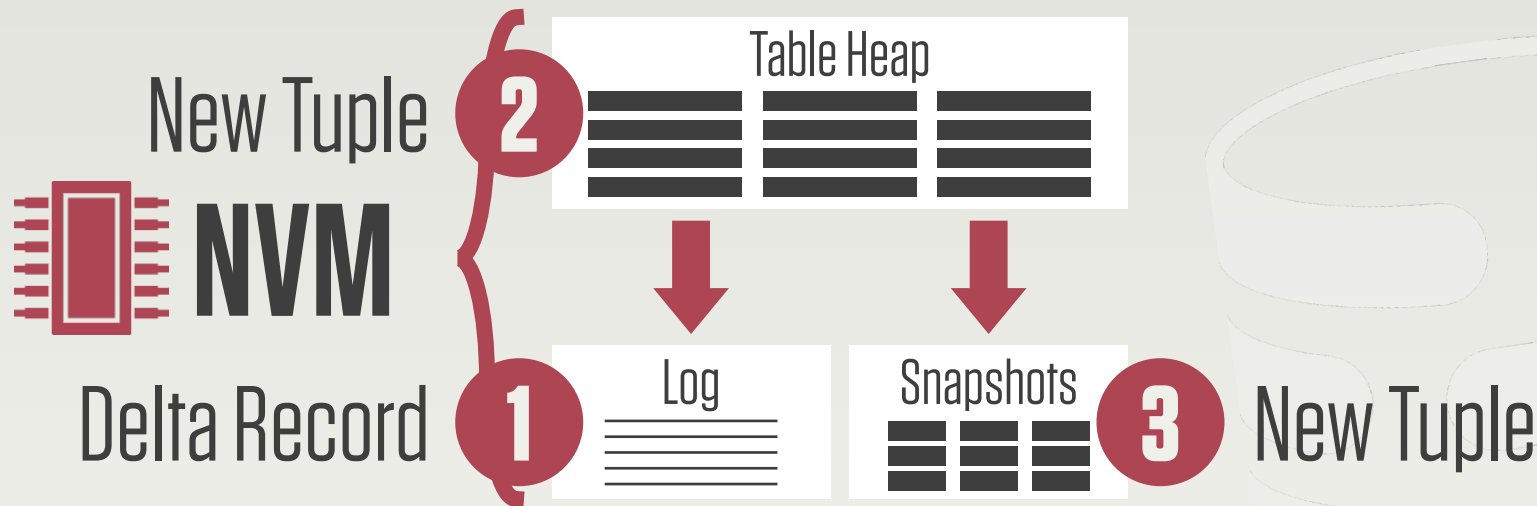 Table Heap
New Tuple
2
NVM
Delta Record
1
Log
Snapshots
3
New Tuple